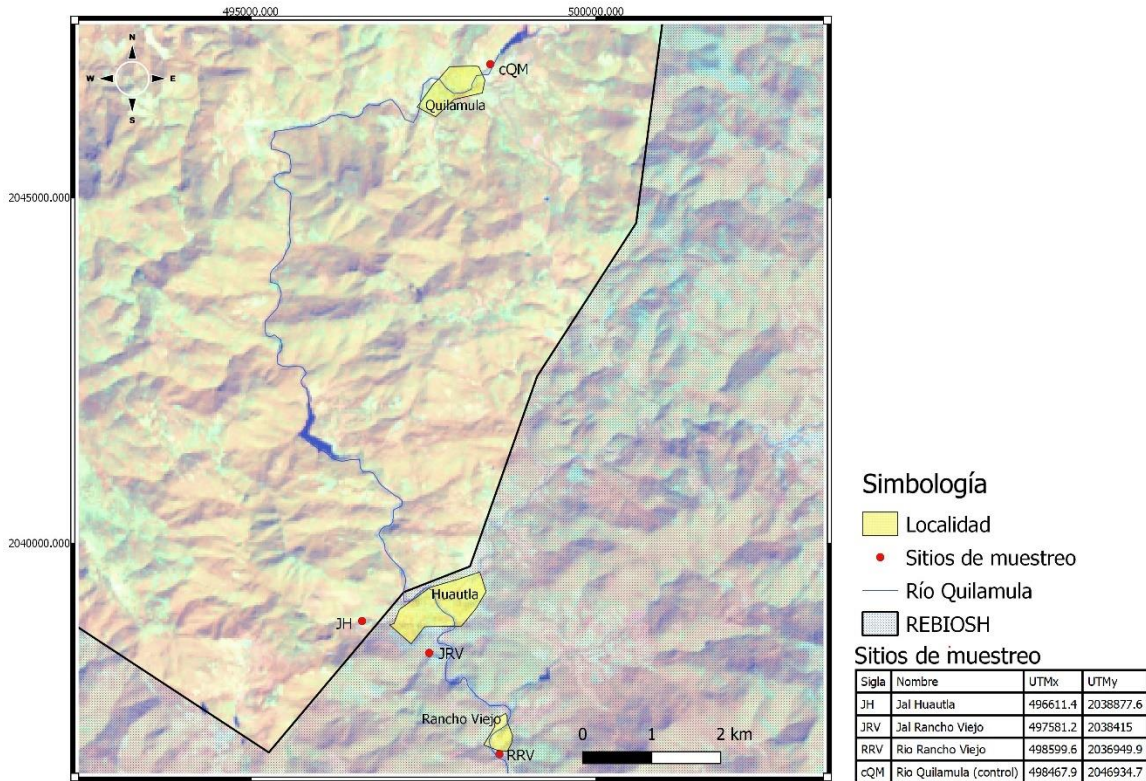 495000.000 500000.000
N
W E
S
cQM
Quilamula
2045000.000
2040000.000
Huautla
JH
JRV
Rancho Viejo
0 1 2 km
RRV
Simbología
Localidad
Sitios de muestreo
Río Quilamula
REBIOSH
Sitios de muestreo
Sigla Nombre UTMx UTMy
JH Jal Huautla 496611.4 2038877.6
JRV Jal Rancho Viejo 497581.2 2038415
RRV Rio Rancho Viejo 498599.6 2036949.9
cQM Rio Quilamula (control) 498467.9 2046934.7